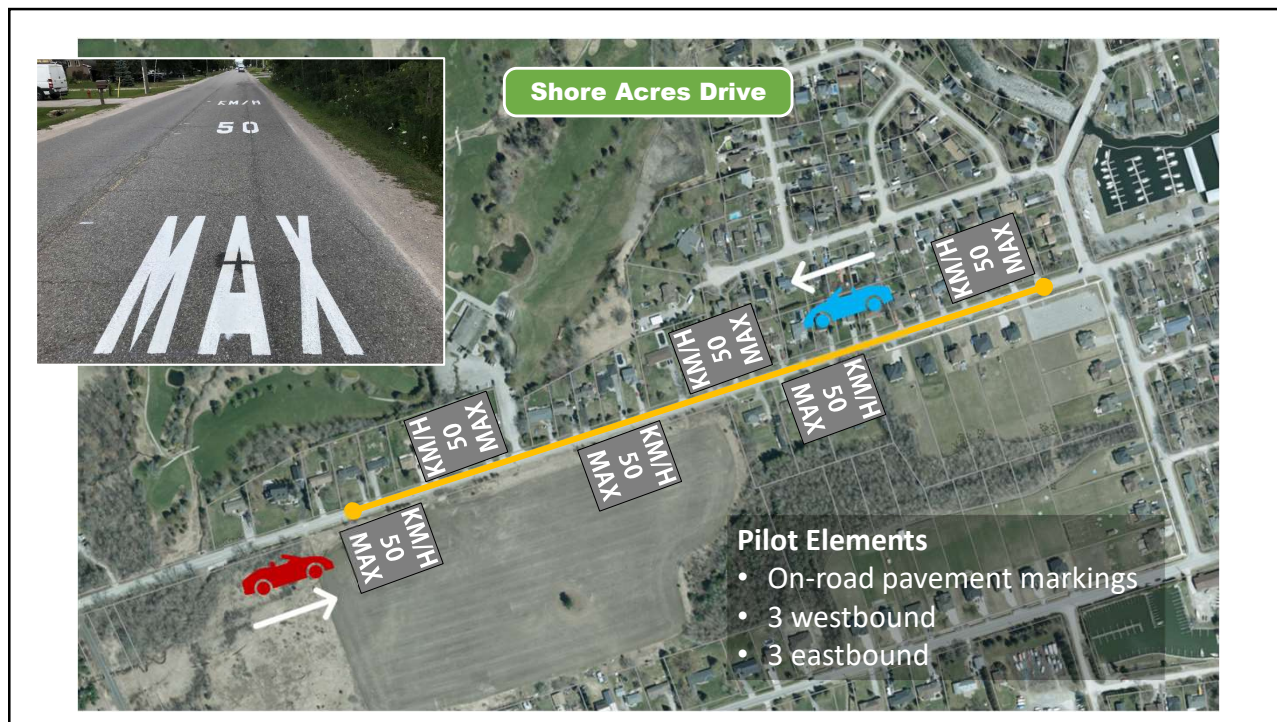 Shore Acres Drive
KM/H
50
MAX
MAX
50
KM/H
MAX
50
KM/H
KM/H
50
MAX
MAX
50
KM/H
KM/H
50
MAX
KM/H
50
MAX
Pilot Elements
• On-road pavement markings
• 3 westbound
• 3 eastbound